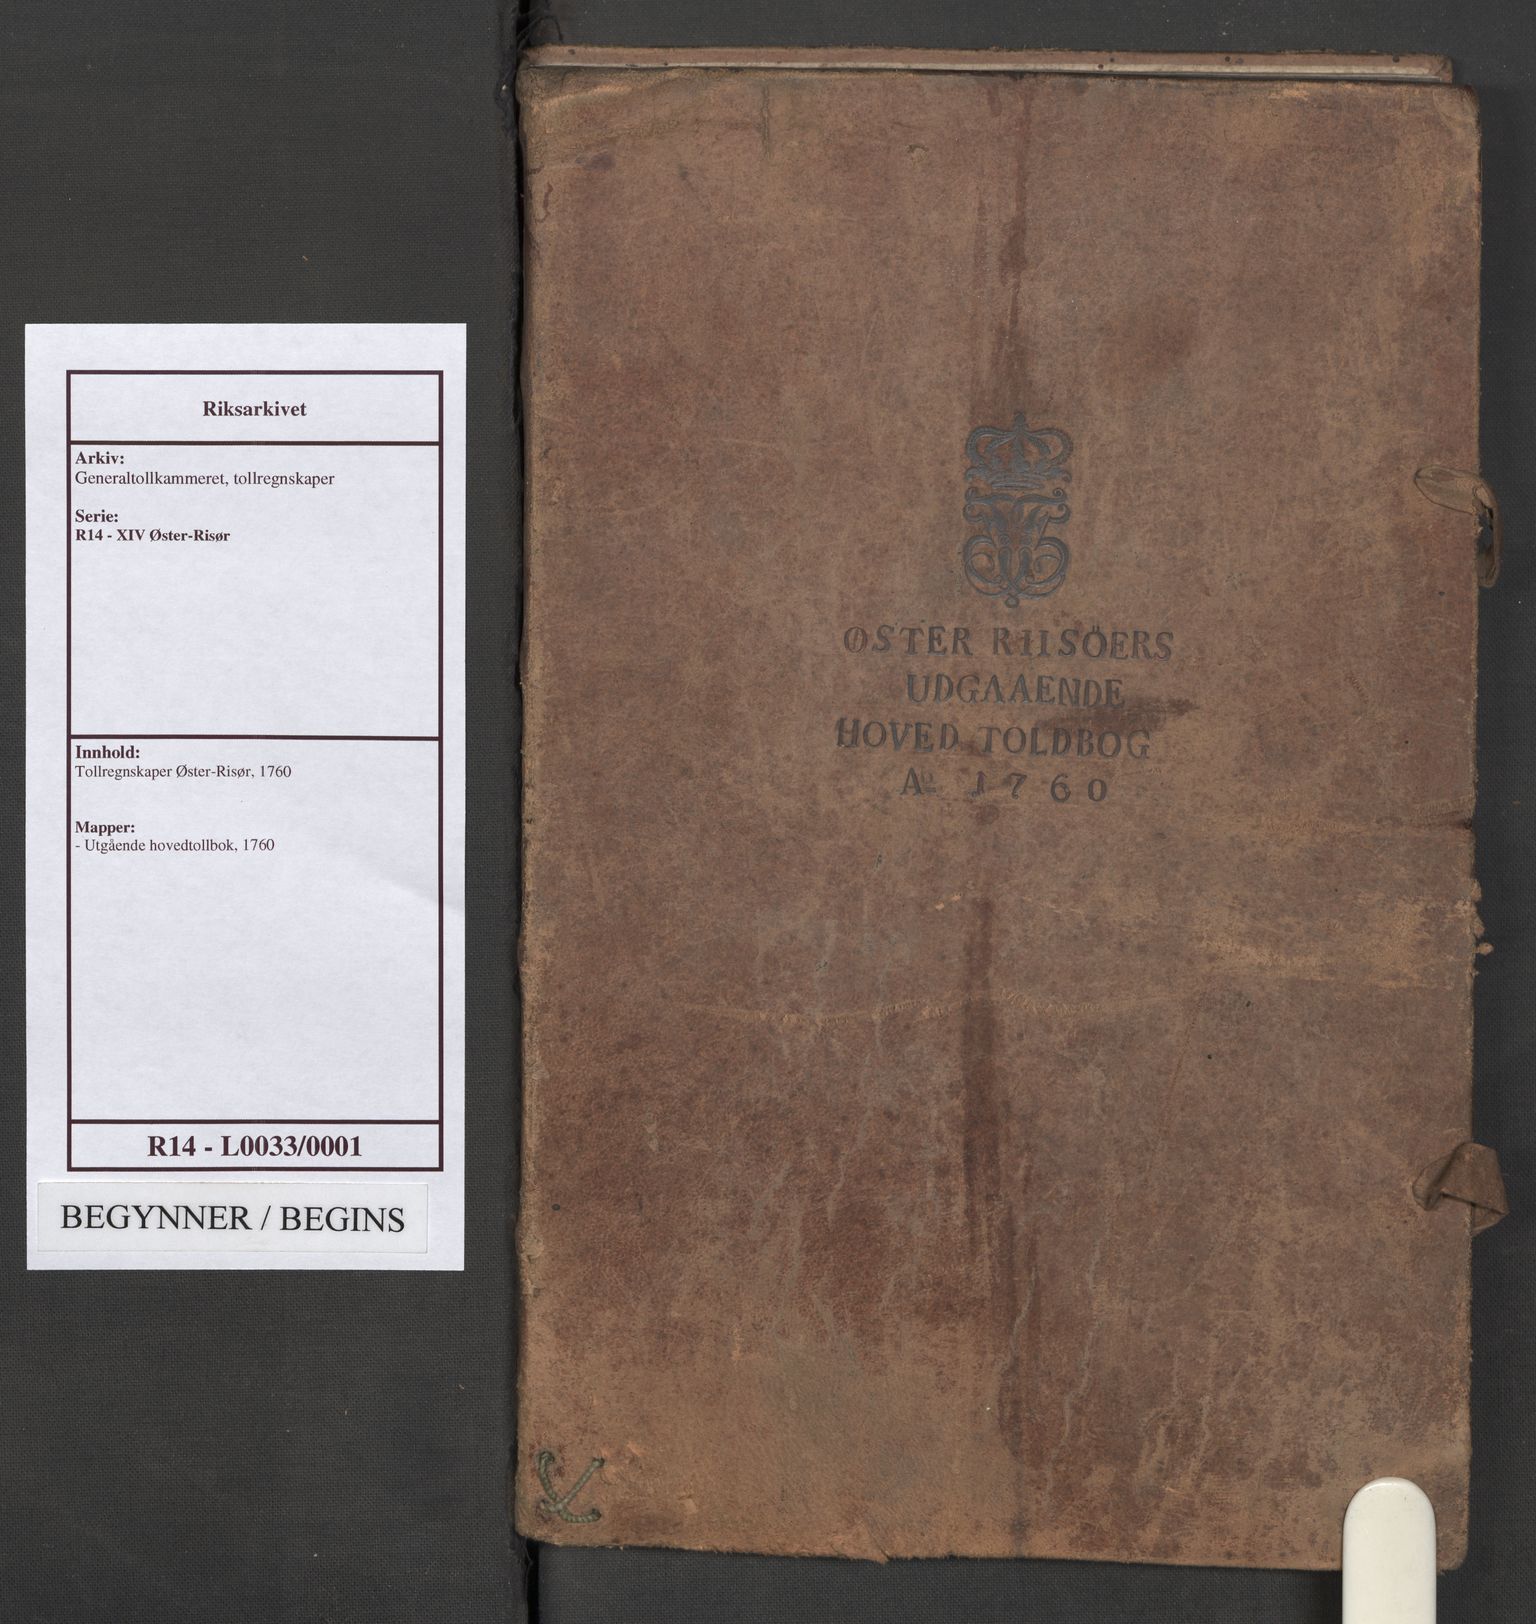 Riksarkivet
Arkiv:
Generaltollkammeret, tollregnskaper
Serie:
R14 - XIV Øster-Risør
Innhold:
Tollregnskaper Øster-Risør, 1760
Mapper:
- Utgående hovedtollbok, 1760
R14 - L0033/0001
BEGYNNER / BEGINS
ØSTER RIISÖERS
UDGAAENDE
HOVED TOLDBOG
Aº 1760